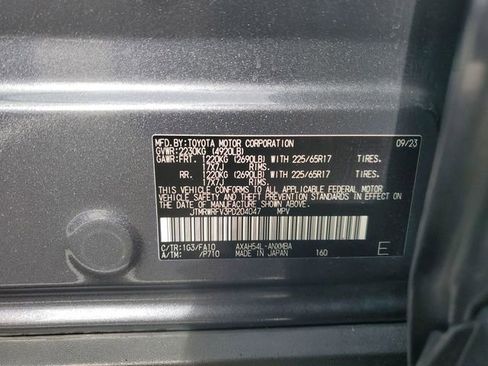 MFD. BY:TOYOTA MOTOR CORPORATION 09/23
GVWR:2230KG (4920LB)
GAWR:FRT. 1220KG (2690LB) WITH 225/65R17 TIRES.
17X7J
RR. 1220KG (2690LB) WITH 225/65R17 TIRES.
17X7J
THIS VEHICLE CONFORMS TO ALL APPLICABLE FEDERAL MOTOR
VEHICLE SAFETY, BUMPER, AND THEFT PREVENTION STANDARDS
IN EFFECT ON THE DATE OF MANUFACTURE SHOWN ABOVE.
JTMRWRFV3PD204047 MPV
C/TR:1G3/FA10 AXAH54L-ANXMBA
A/TM: /P710 MADE IN JAPAN 160 E